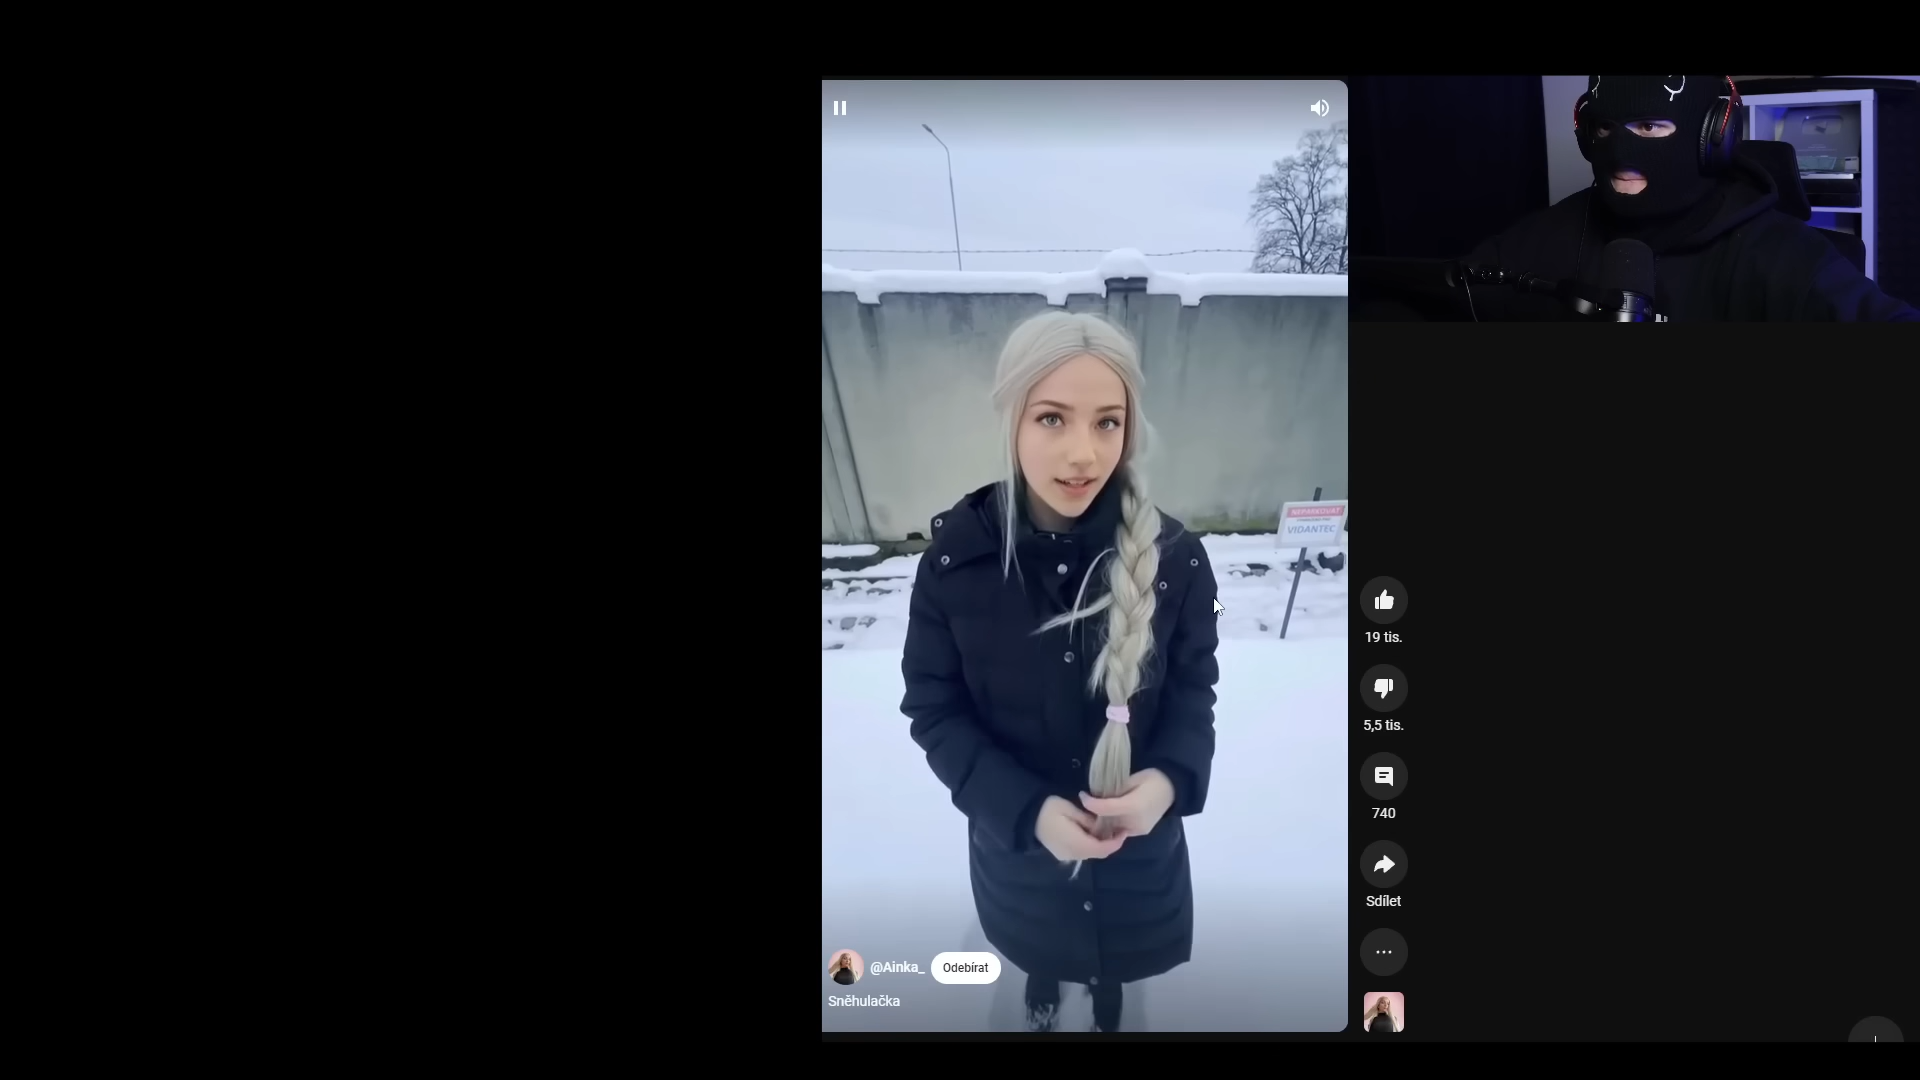 NEPARKOVAT
VIDANTEC
19 tis.
5,5 tis.
740
Sdílet
@Ainka_
Odebírat
Sněhulačka